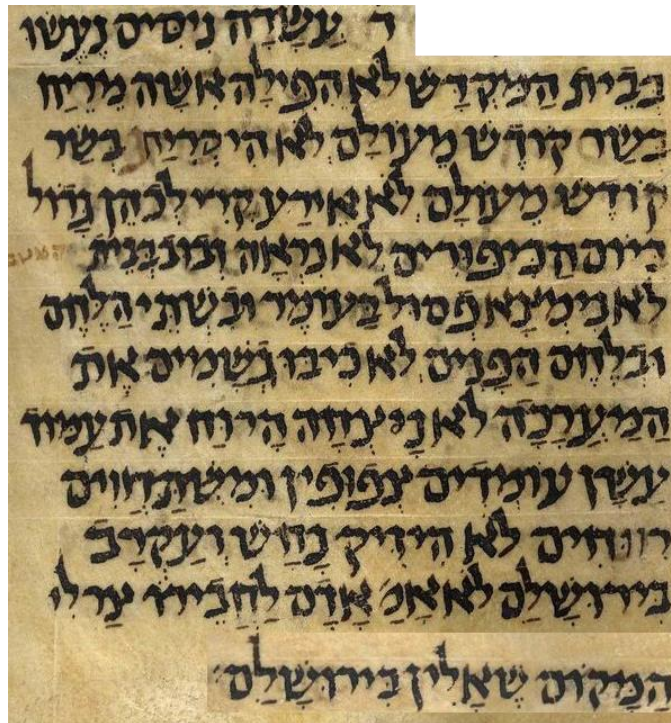 ד עשרה ניסים נעשו
בבית המקדש לא הפילה אשה מריח
בשר קודש מעולם לא בשר
קודש מעולם לא אירע קרי לכהן גדול
ביום הכיפורים לא נראה זבוב בבית
לא נימצא פסול בעומר ובשתי הלחם
ובלחם הפנים לא כיבו גשמים את
המערכה לא נצחה הרוח את עמוד
עשן עומדים צפופין ומשתחווים
רווחים לא היזיק נחש ועקרב
בירושלם לא אמ' אדם לחבירו צר לי
המקום שאלין בירושלם